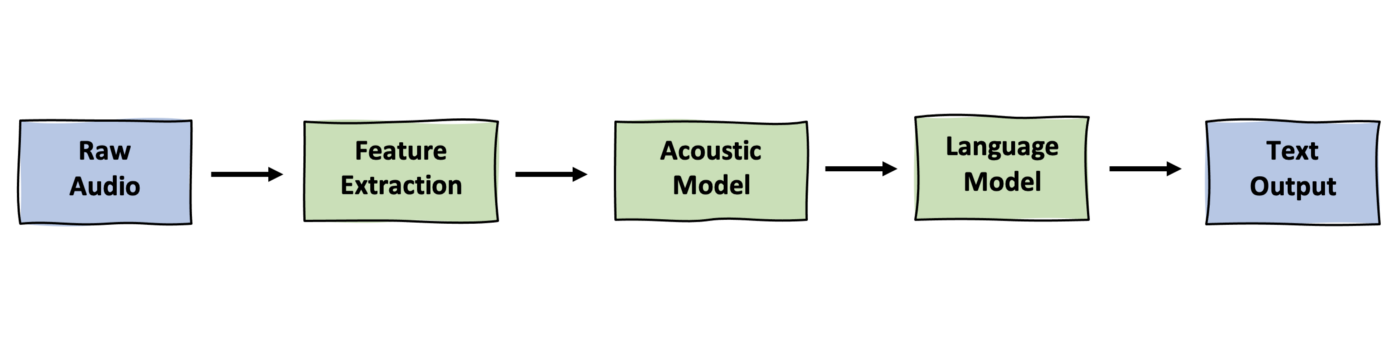 Raw
Audio
Feature
Extraction
Acoustic
Model
Language
Model
Text
Output